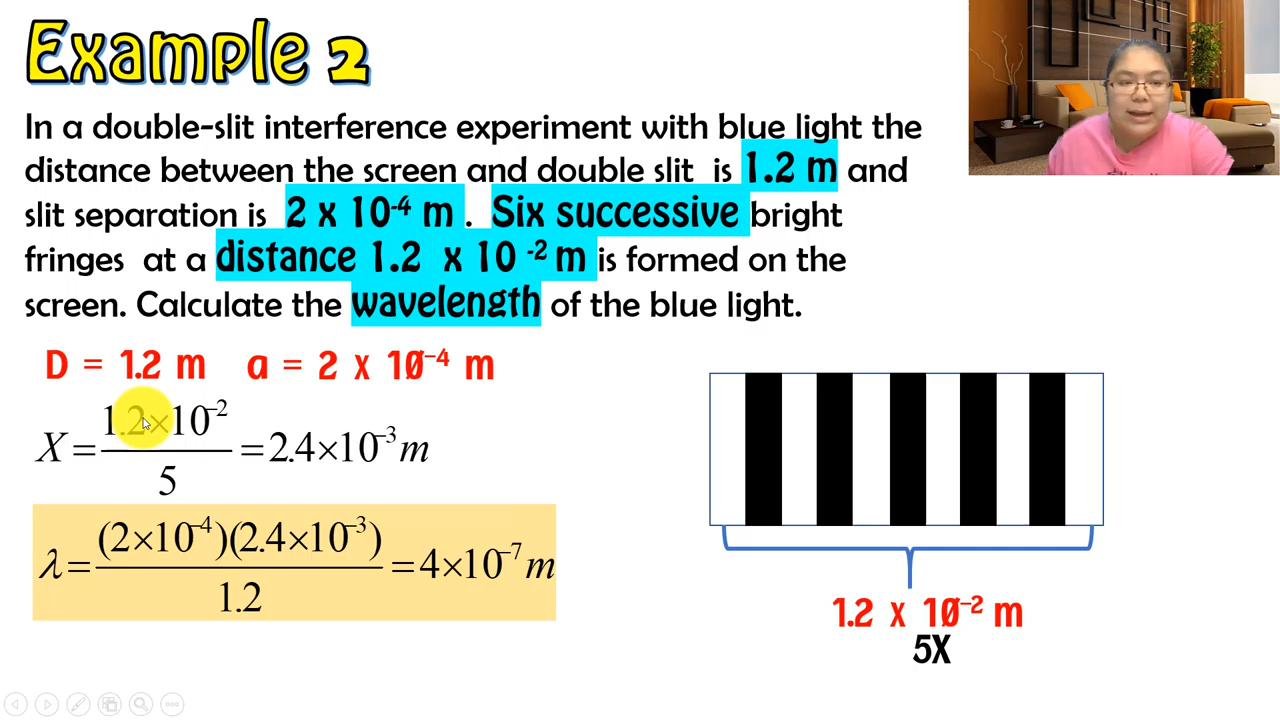 Example 2
In a double-slit interference experiment with blue light the
distance between the screen and double slit is 1.2 m and
slit separation is 2 x 10⁻⁴ m . Six successive bright
fringes at a distance 1.2 x 10 ⁻² m is formed on the
screen. Calculate the wavelength of the blue light.
D = 1.2 m a = 2 x 10⁻⁴ m
X = 1.2×10⁻² / 5 = 2.4×10⁻³ m
λ = (2×10⁻⁴)(2.4×10⁻³) / 1.2 = 4×10⁻⁷ m
1.2 x 10⁻² m
5X